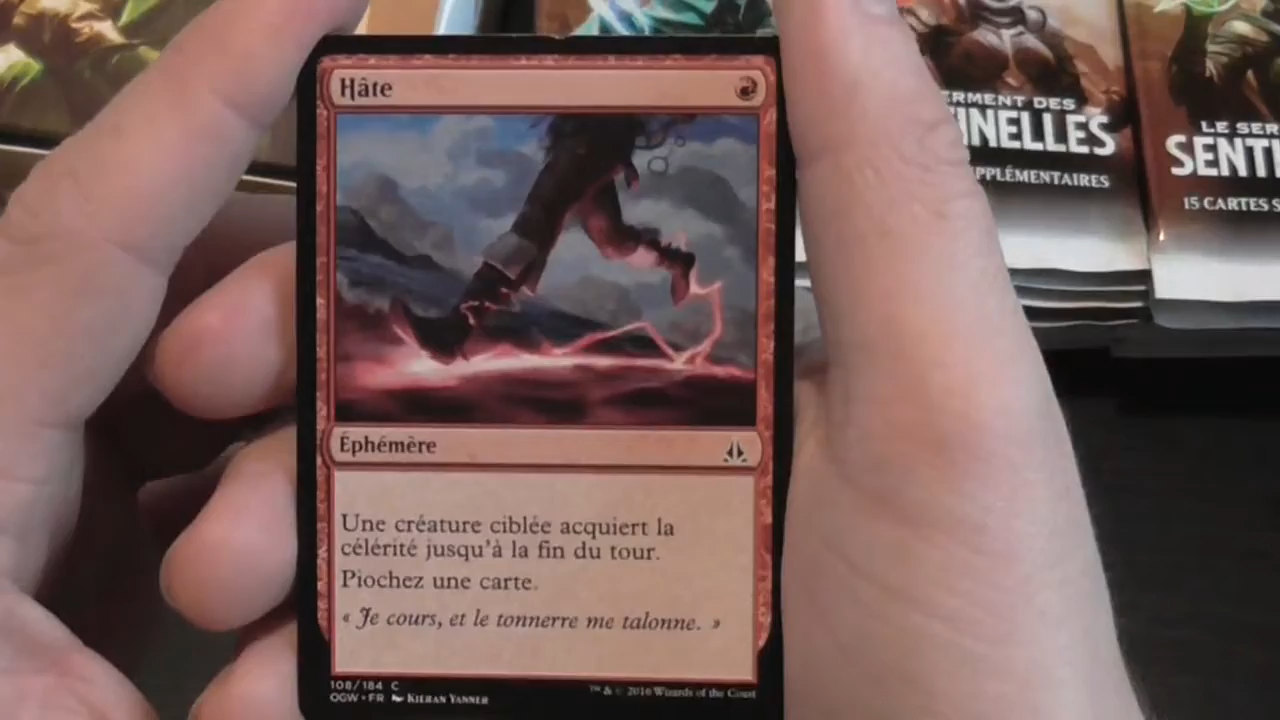 Hâte
Éphémère
Une créature ciblée acquiert la
célérité jusqu'à la fin du tour.
Piochez une carte.
« Je cours, et le tonnerre me talonne. »
108/184 C
OGW • FR KIERAN YANNER
™ & © 2016 Wizards of the Coast
RMENT DES
INELLES
PPLÉMENTAIRES
LE SER
SENTI
15 CARTES S